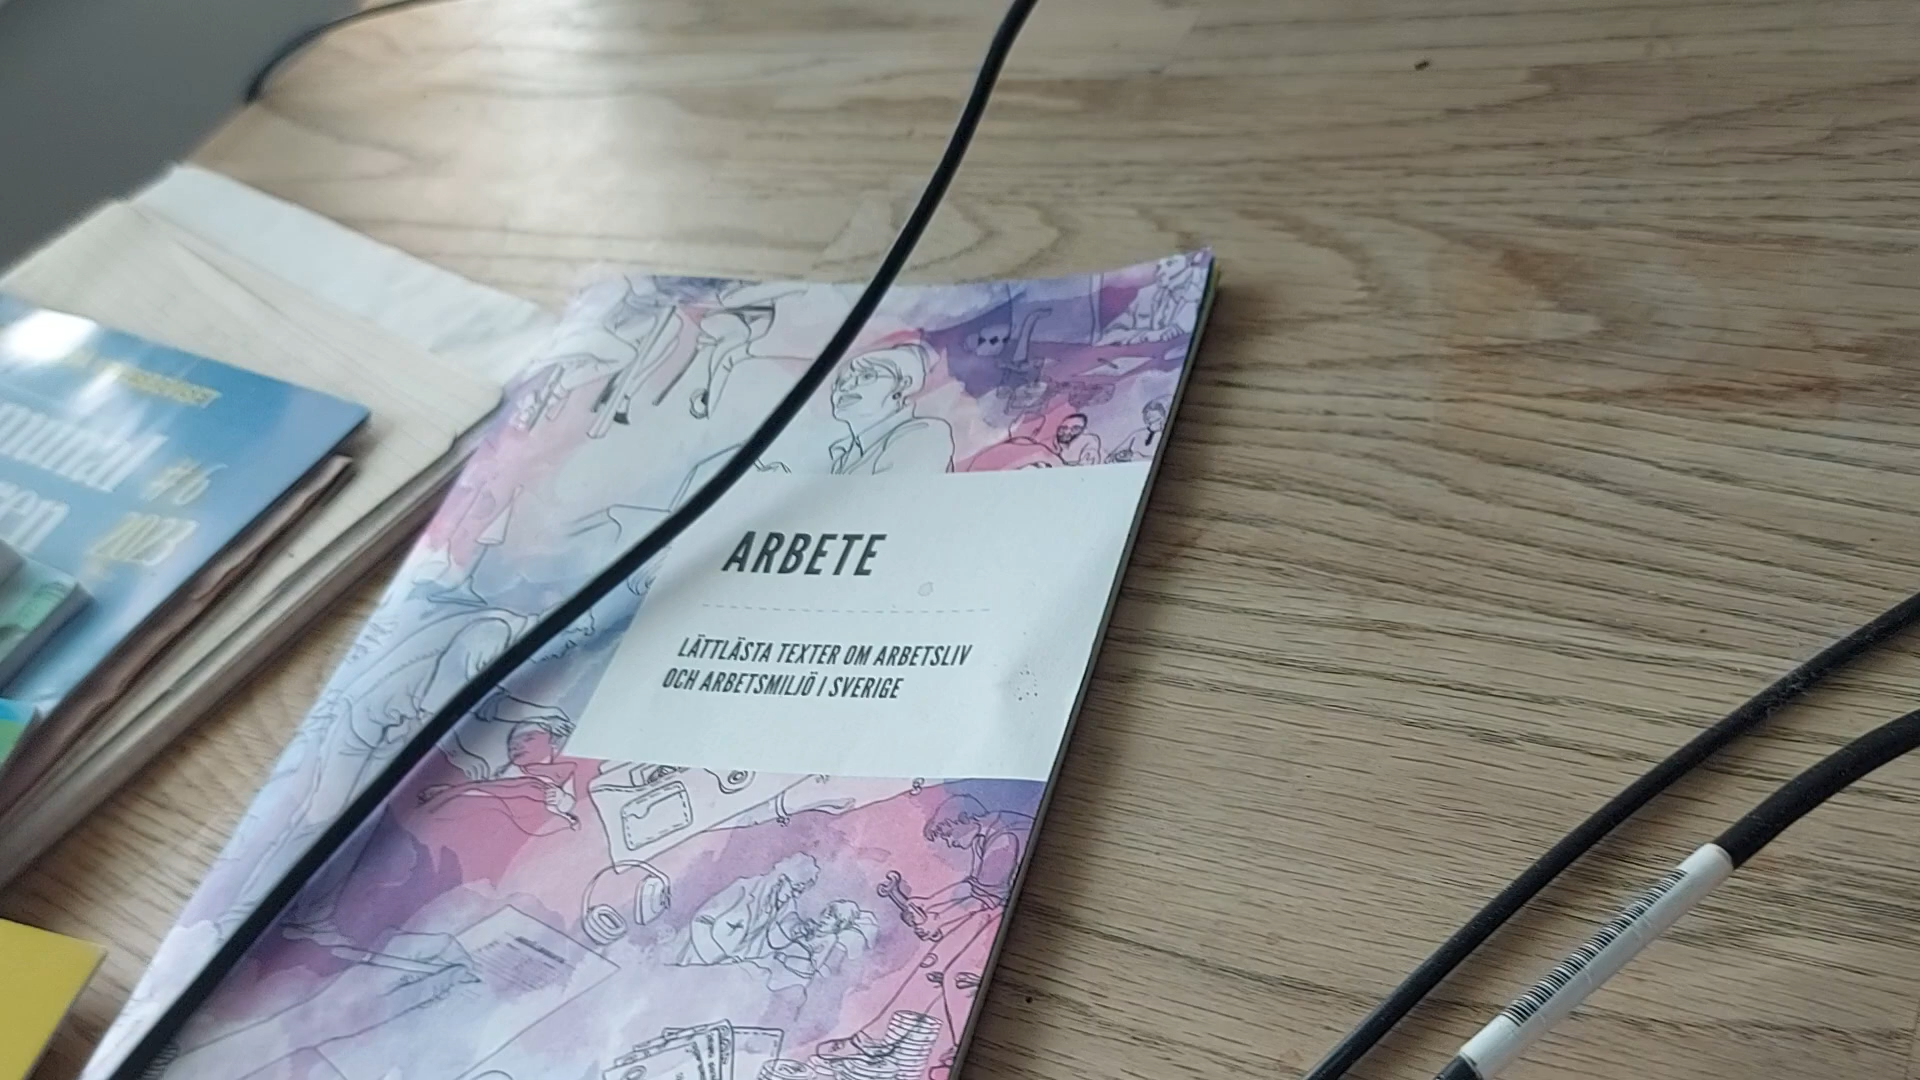 #6
2023
ARBETE
LÄTTLÄSTA TEXTER OM ARBETSLIV
OCH ARBETSMILJÖ I SVERIGE